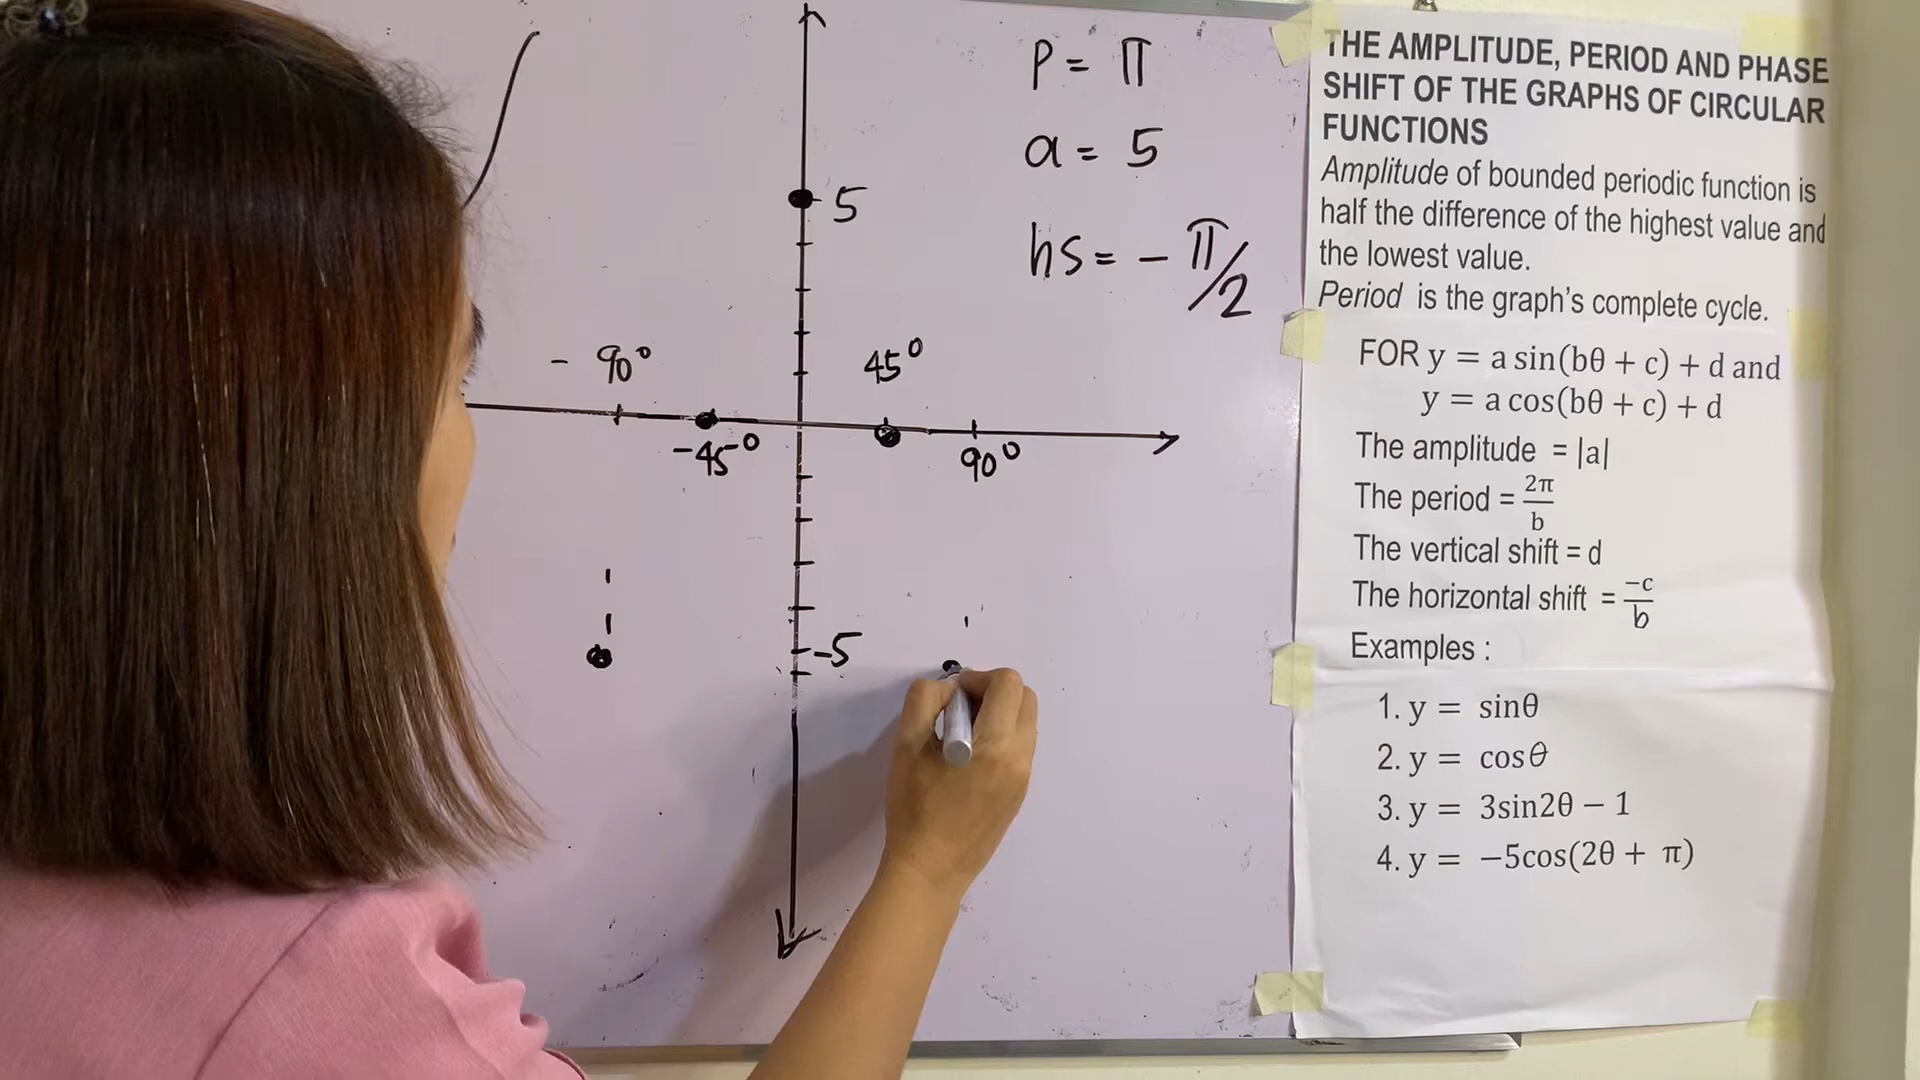 P = π
a = 5
hs = - π/2
5
- 90°
45°
-45°
90°
-5
THE AMPLITUDE, PERIOD AND PHASE
SHIFT OF THE GRAPHS OF CIRCULAR
FUNCTIONS
Amplitude of bounded periodic function is
half the difference of the highest value and
the lowest value.
Period is the graph's complete cycle.
FOR y = a sin(bθ + c) + d and
y = a cos(bθ + c) + d
The amplitude = |a|
The period = 2π/b
The vertical shift = d
The horizontal shift = -c/b
Examples :
1. y = sinθ
2. y = cosθ
3. y = 3sin2θ − 1
4. y = −5cos(2θ + π)